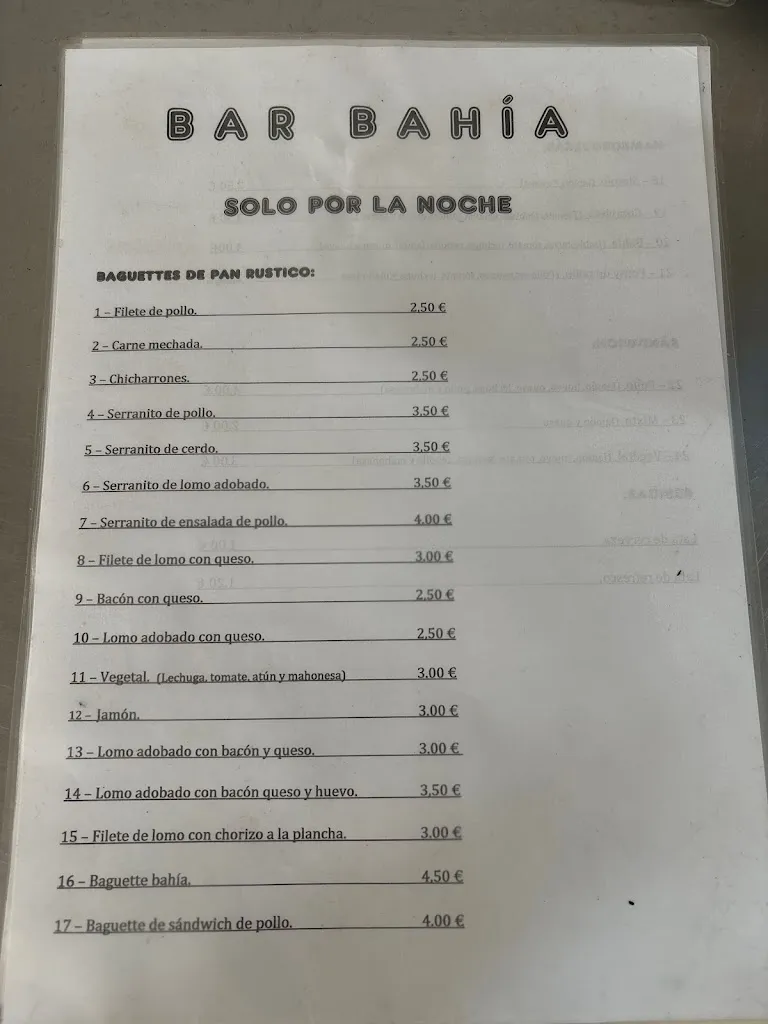 BAR BAHÍA
SOLO POR LA NOCHE
BAGUETTES DE PAN RUSTICO:
1 – Filete de pollo. 2,50 €
2 – Carne mechada. 2.50 €
3 – Chicharrones. 2.50 €
4 – Serranito de pollo. 3.50 €
5 – Serranito de cerdo. 3,50 €
6 – Serranito de lomo adobado. 3,50 €
7 – Serranito de ensalada de pollo. 4.00 €
8 – Filete de lomo con queso. 3.00 €
9 – Bacón con queso. 2,50 €
10 – Lomo adobado con queso. 2,50 €
11 – Vegetal. (Lechuga, tomate, atún y mahonesa) 3.00 €
12 – Jamón. 3.00 €
13 – Lomo adobado con bacón y queso. 3.00 €
14 – Lomo adobado con bacón queso y huevo. 3,50 €
15 – Filete de lomo con chorizo a la plancha. 3.00 €
16 – Baguette bahía. 4,50 €
17 – Baguette de sándwich de pollo. 4.00 €